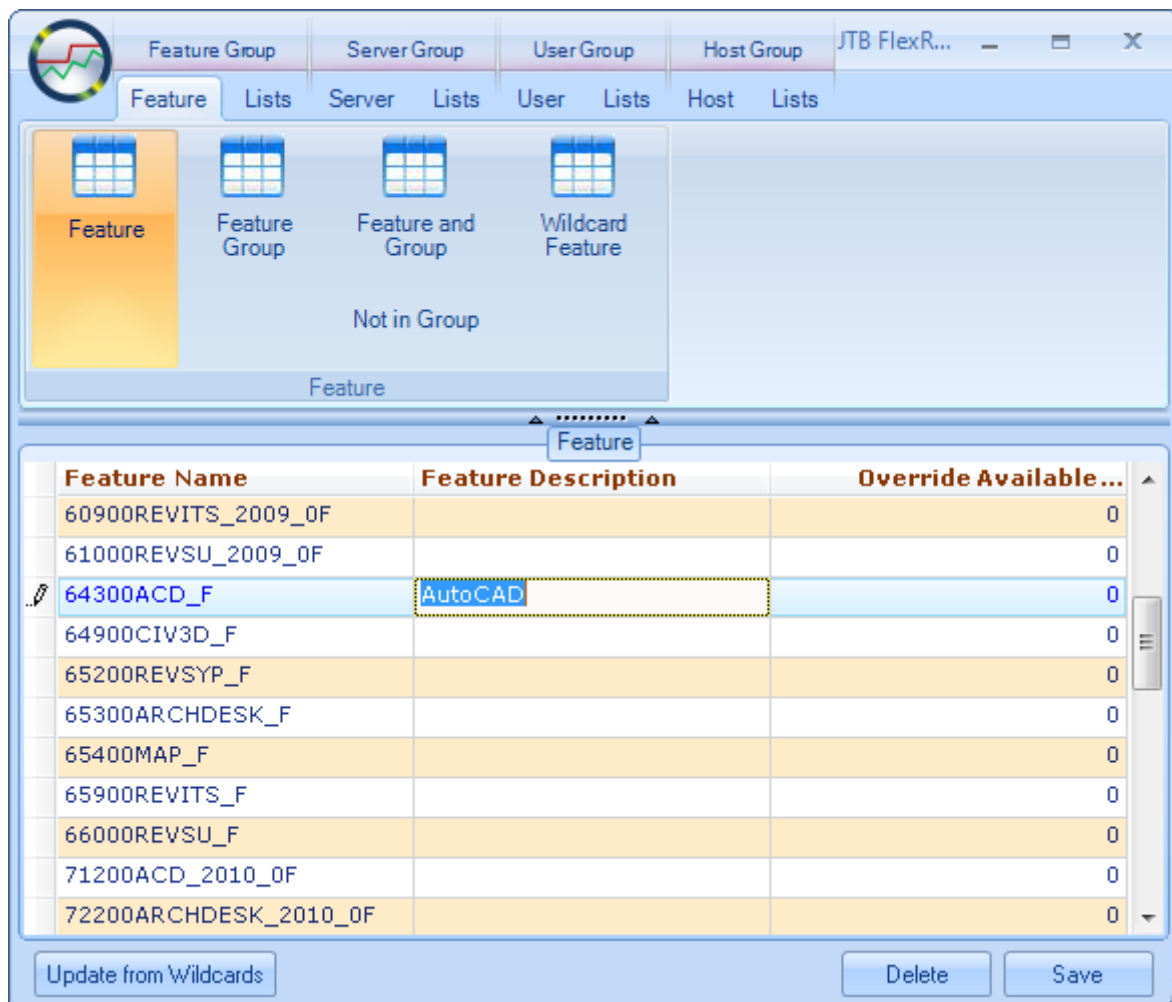 Feature Group Server Group User Group Host Group JTB FlexR...
Feature Lists Server Lists User Lists Host Lists
Feature
Feature Group
Feature and Group
Wildcard Feature
Not in Group
Feature
Feature
Feature Name Feature Description Override Available...
60900REVITS_2009_0F 0
61000REVSU_2009_0F 0
64300ACD_F AutoCAD 0
64900CIV3D_F 0
65200REVSYP_F 0
65300ARCHDESK_F 0
65400MAP_F 0
65900REVITS_F 0
66000REVSU_F 0
71200ACD_2010_0F 0
72200ARCHDESK_2010_0F 0
Update from Wildcards Delete Save